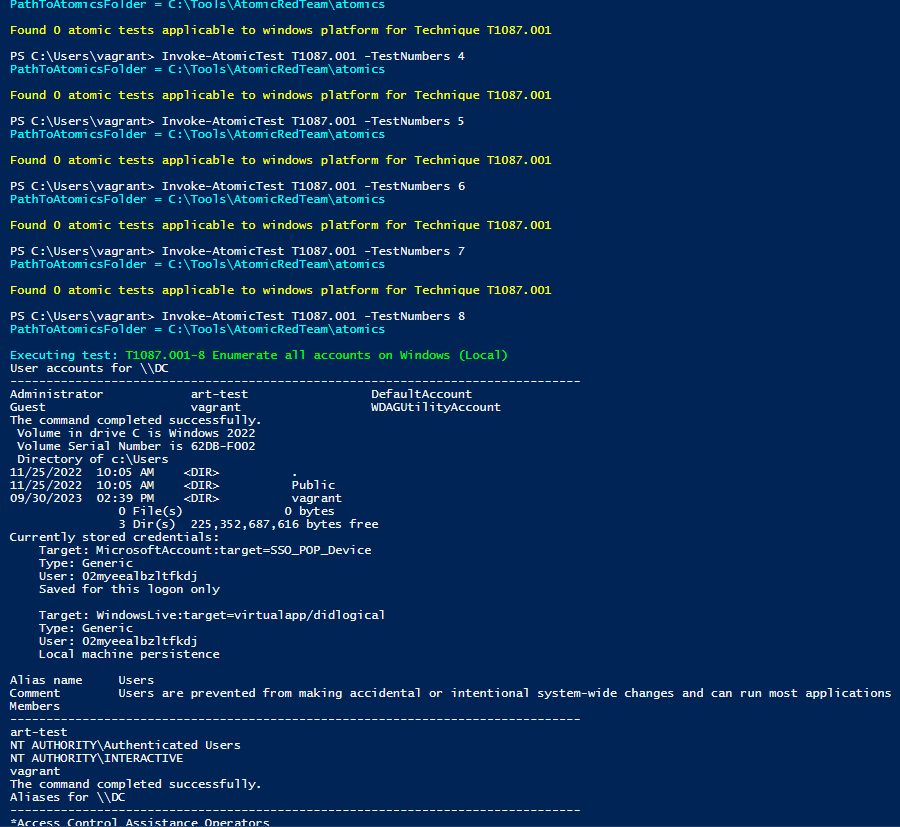 PathToAtomicsFolder = C:\Tools\AtomicRedTeam\atomics
Found 0 atomic tests applicable to windows platform for Technique T1087.001
PS C:\Users\vagrant> Invoke-AtomicTest T1087.001 -TestNumbers 4
PathToAtomicsFolder = C:\Tools\AtomicRedTeam\atomics
Found 0 atomic tests applicable to windows platform for Technique T1087.001
PS C:\Users\vagrant> Invoke-AtomicTest T1087.001 -TestNumbers 5
PathToAtomicsFolder = C:\Tools\AtomicRedTeam\atomics
Found 0 atomic tests applicable to windows platform for Technique T1087.001
PS C:\Users\vagrant> Invoke-AtomicTest T1087.001 -TestNumbers 6
PathToAtomicsFolder = C:\Tools\AtomicRedTeam\atomics
Found 0 atomic tests applicable to windows platform for Technique T1087.001
PS C:\Users\vagrant> Invoke-AtomicTest T1087.001 -TestNumbers 7
PathToAtomicsFolder = C:\Tools\AtomicRedTeam\atomics
Found 0 atomic tests applicable to windows platform for Technique T1087.001
PS C:\Users\vagrant> Invoke-AtomicTest T1087.001 -TestNumbers 8
PathToAtomicsFolder = C:\Tools\AtomicRedTeam\atomics
Executing test: T1087.001-8 Enumerate all accounts on Windows (Local)
User accounts for \\DC
-------------------------------------------------------------------------------
Administrator            art-test                 DefaultAccount
Guest                    vagrant                  WDAGUtilityAccount
The command completed successfully.
 Volume in drive C is Windows 2022
 Volume Serial Number is 62DB-F002
 Directory of c:\Users
11/25/2022  10:05 AM    <DIR>          .
11/25/2022  10:05 AM    <DIR>          Public
09/30/2023  02:39 PM    <DIR>          vagrant
               0 File(s)              0 bytes
               3 Dir(s)  225,352,687,616 bytes free
Currently stored credentials:
    Target: MicrosoftAccount:target=SSO_POP_Device
    Type: Generic
    User: 02myeealbzltfkdj
    Saved for this logon only
    Target: WindowsLive:target=virtualapp/didlogical
    Type: Generic
    User: 02myeealbzltfkdj
    Local machine persistence
Alias name     Users
Comment        Users are prevented from making accidental or intentional system-wide changes and can run most applications
Members
-------------------------------------------------------------------------------
art-test
NT AUTHORITY\Authenticated Users
NT AUTHORITY\INTERACTIVE
vagrant
The command completed successfully.
Aliases for \\DC
-------------------------------------------------------------------------------
*Access Control Assistance Operators